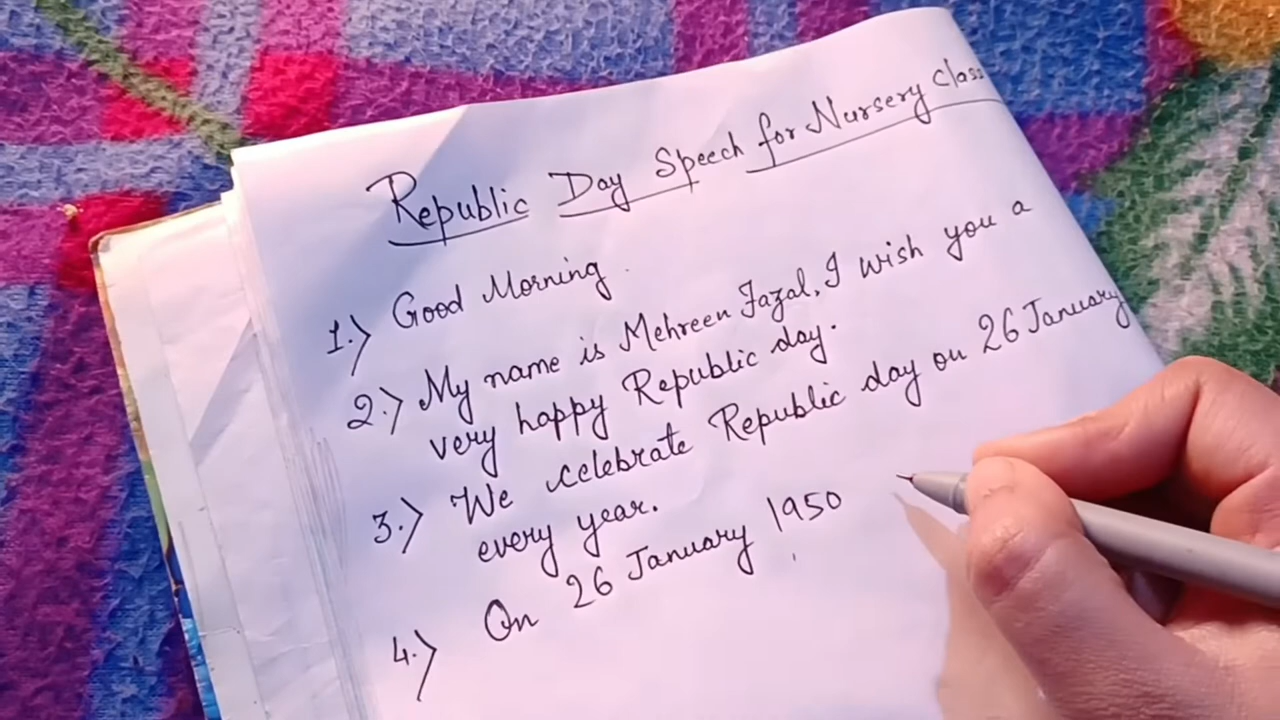 Republic Day Speech for Nursery Class
1.) Good Morning
2.) My name is Mehreen Fazal, I wish you a
very happy Republic day.
3.) We celebrate Republic day on 26 January
every year.
4.) On 26 January 1950